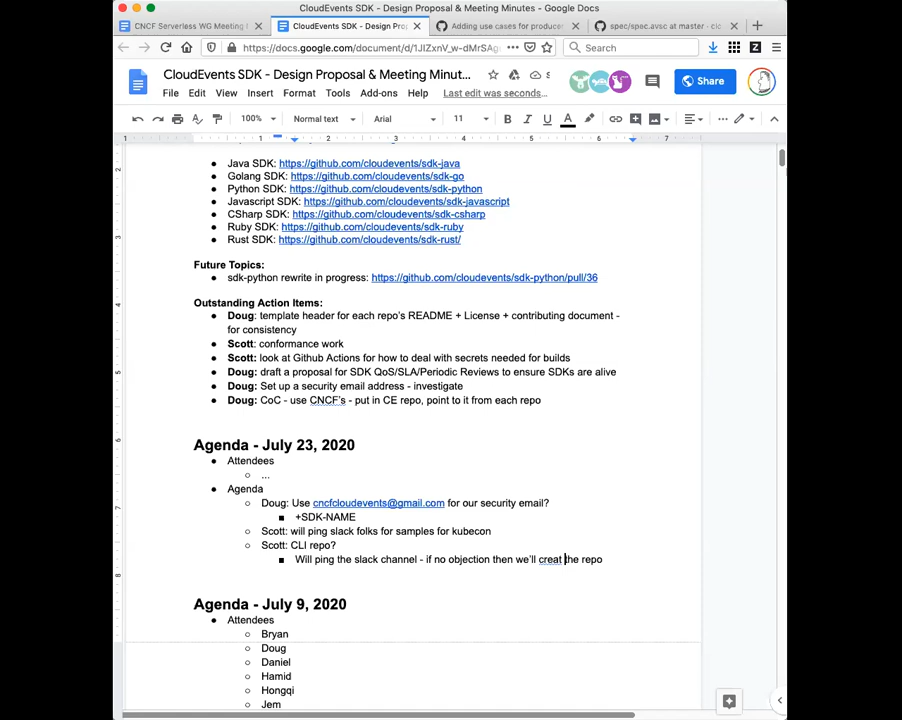 CloudEvents SDK - Design Proposal & Meeting Minutes - Google Docs
CNCF Serverless WG Meeting
CloudEvents SDK - Design Pro
Adding use cases for producer
spec/spec.avsc at master · clo
https://docs.google.com/document/d/1JIZxnV_w-dMrSAg
Search
CloudEvents SDK - Design Proposal & Meeting Minut...
File Edit View Insert Format Tools Add-ons Help Last edit was seconds...
Share
100% Normal text Arial 11 B I U A
1 1 2 3 4 5 6 7
Java SDK: https://github.com/cloudevents/sdk-java
Golang SDK: https://github.com/cloudevents/sdk-go
Python SDK: https://github.com/cloudevents/sdk-python
Javascript SDK: https://github.com/cloudevents/sdk-javascript
CSharp SDK: https://github.com/cloudevents/sdk-csharp
Ruby SDK: https://github.com/cloudevents/sdk-ruby
Rust SDK: https://github.com/cloudevents/sdk-rust/
Future Topics:
sdk-python rewrite in progress: https://github.com/cloudevents/sdk-python/pull/36
Outstanding Action Items:
Doug: template header for each repo's README + License + contributing document -
for consistency
Scott: conformance work
Scott: look at Github Actions for how to deal with secrets needed for builds
Doug: draft a proposal for SDK QoS/SLA/Periodic Reviews to ensure SDKs are alive
Doug: Set up a security email address - investigate
Doug: CoC - use CNCF's - put in CE repo, point to it from each repo
Agenda - July 23, 2020
Attendees
...
Agenda
Doug: Use cncfcloudevents@gmail.com for our security email?
+SDK-NAME
Scott: will ping slack folks for samples for kubecon
Scott: CLI repo?
Will ping the slack channel - if no objection then we'll creat the repo
Agenda - July 9, 2020
Attendees
Bryan
Doug
Daniel
Hamid
Hongqi
Jem